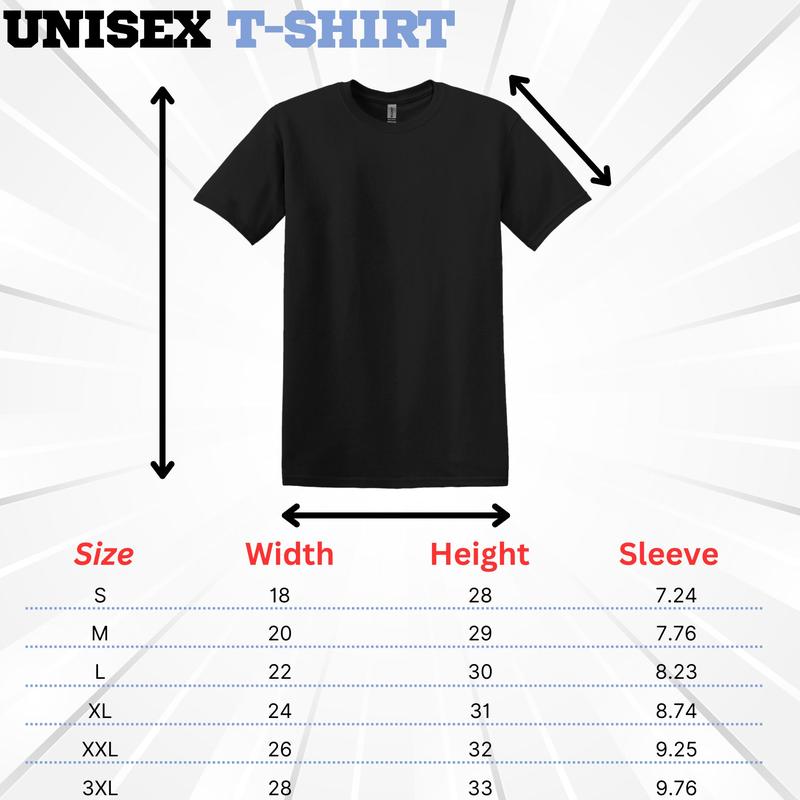 UNISEX T-SHIRT
Size Width Height Sleeve
S 18 28 7.24
M 20 29 7.76
L 22 30 8.23
XL 24 31 8.74
XXL 26 32 9.25
3XL 28 33 9.76